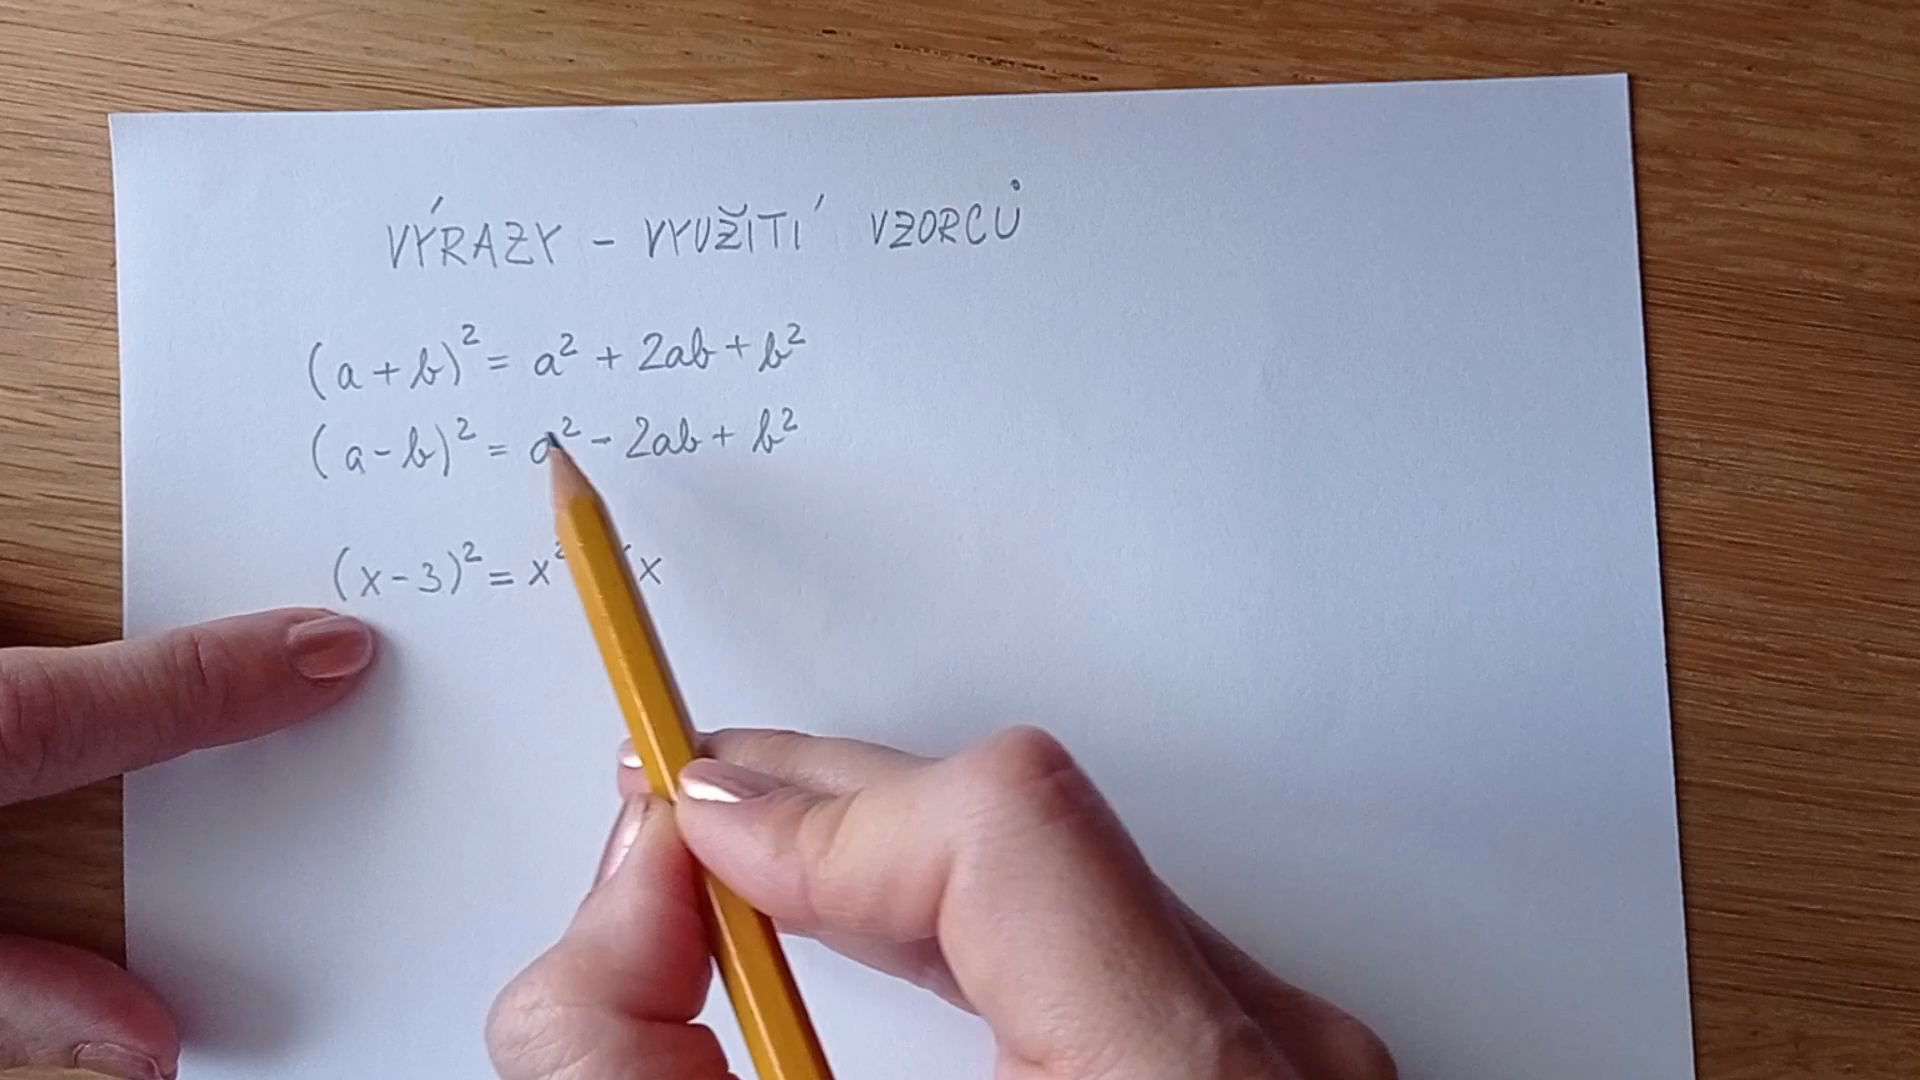 VÝRAZY - VYUŽITÍ VZORCŮ
(a + b)² = a² + 2ab + b²
(a - b)² = a² - 2ab + b²
(x - 3)² = x² x